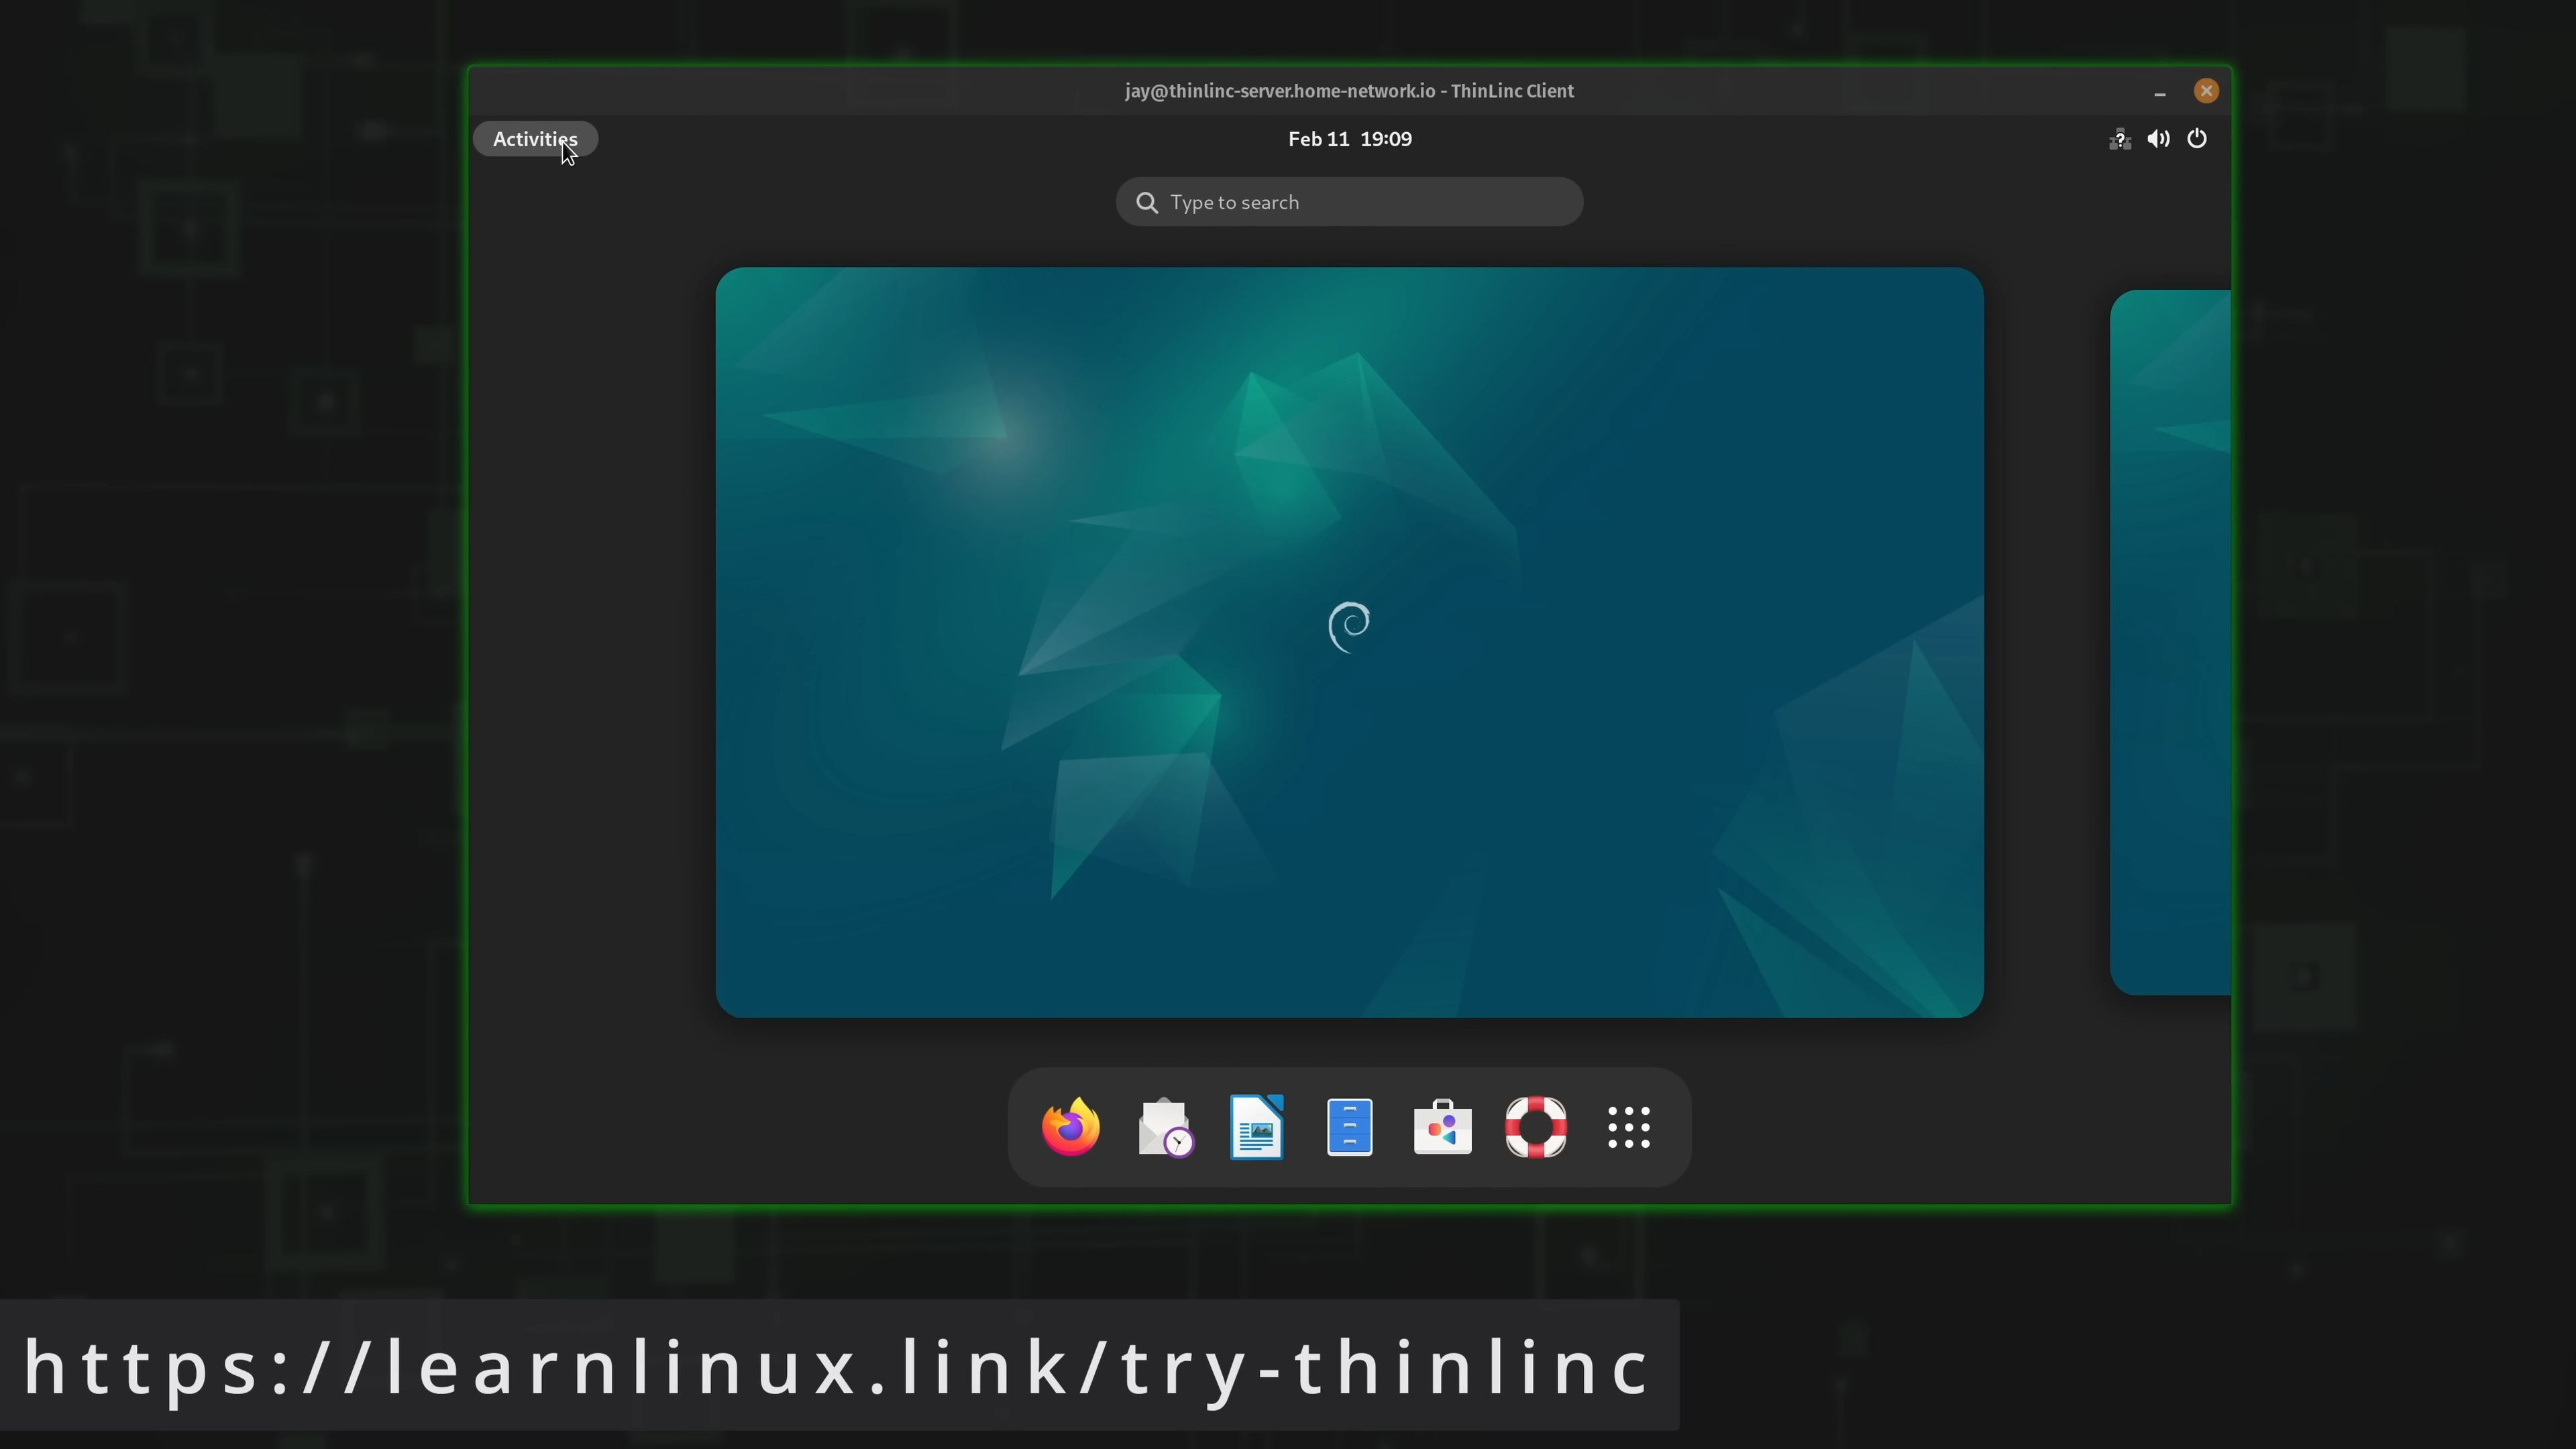 jay@thinlinc-server.home-network.io - ThinLinc Client
Activities
Feb 11 19:09
Type to search
https://learnlinux.link/try-thinlinc